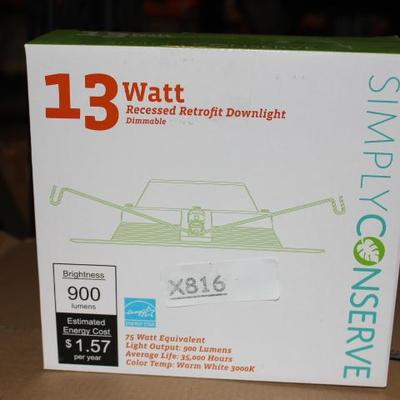 13 Watt
Recessed Retrofit Downlight
Dimmable
SIMPLY CONSERVE
X816
Brightness
900
lumens
Estimated
Energy Cost
$1.57
per year
ENERGY STAR
75 Watt Equivalent
Light Output: 900 Lumens
Average Life: 35,000 Hours
Color Temp: Warm White 3000K